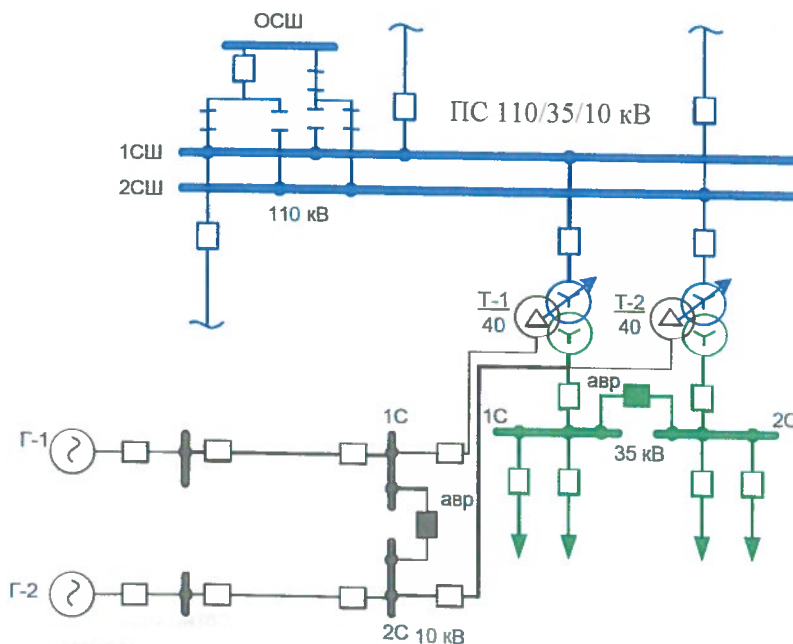 ОСШ
ПС 110/35/10 кВ
1СШ
2СШ
110 кВ
Т-1
40
Т-2
40
авр
1С
2С
35 кВ
Г-1
1С
авр
Г-2
2С 10 кВ